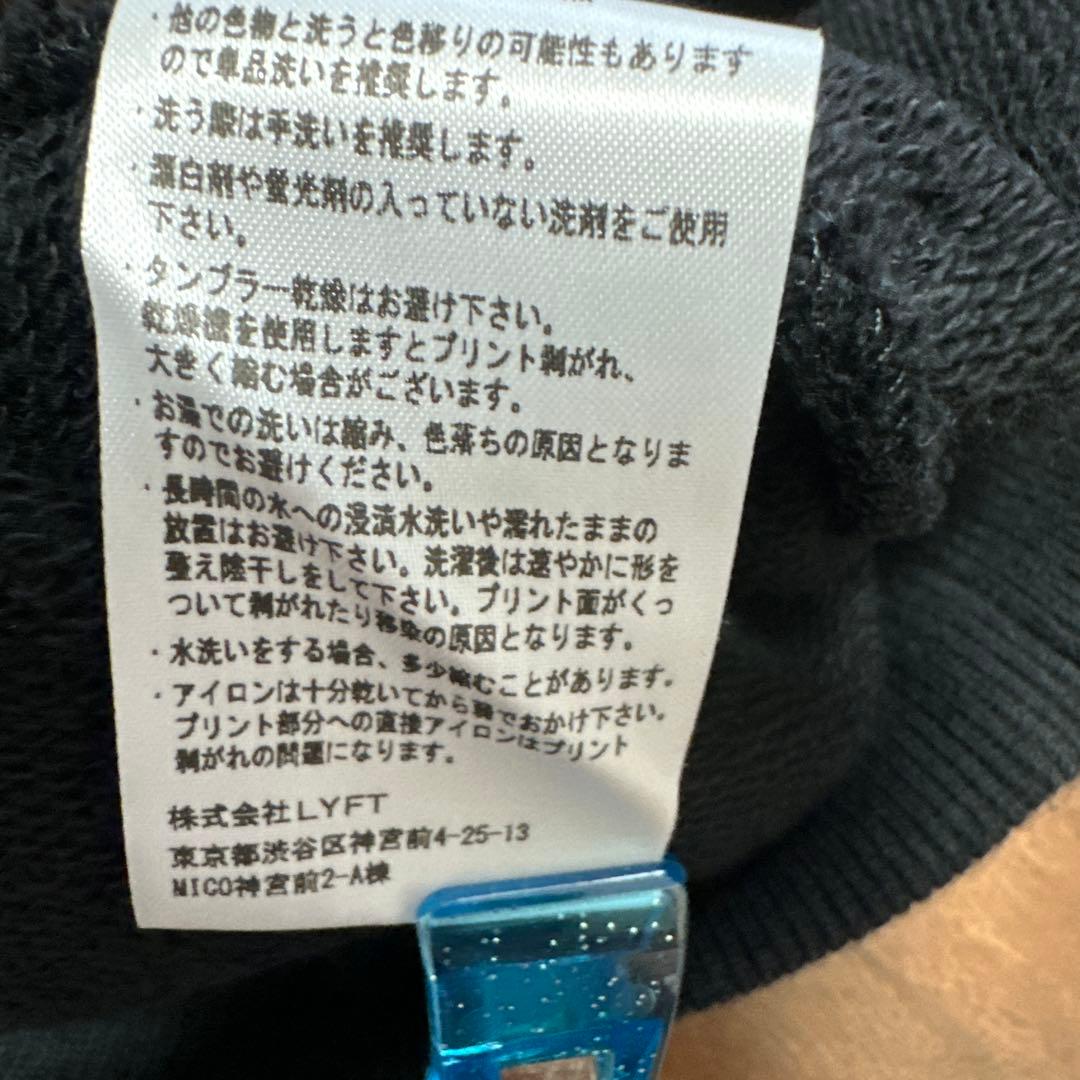 ・他の色物と洗うと色移りの可能性もあります
ので単品洗いを推奨します。
・洗う際は手洗いを推奨します。
・漂白剤や蛍光剤の入っていない洗剤をご使用
下さい。
・タンブラー乾燥はお避け下さい。
乾燥機を使用しますとプリント剥がれ、
大きく縮む場合がございます。
・お湯での洗いは縮み、色落ちの原因となりま
すのでお避けください。
・長時間の水への浸漬水洗いや濡れたままの
放置はお避け下さい。洗濯後は速やかに形を
整え陰干しをして下さい。プリント面がくっ
ついて剥がれたり移染の原因となります。
・水洗いをする場合、多少縮むことがあります。
・アイロンは十分乾いてから裏でおかけ下さい。
プリント部分への直接アイロンはプリント
剥がれの問題になります。
株式会社LYFT
東京都渋谷区神宮前4-25-13
NICO神宮前2-A棟